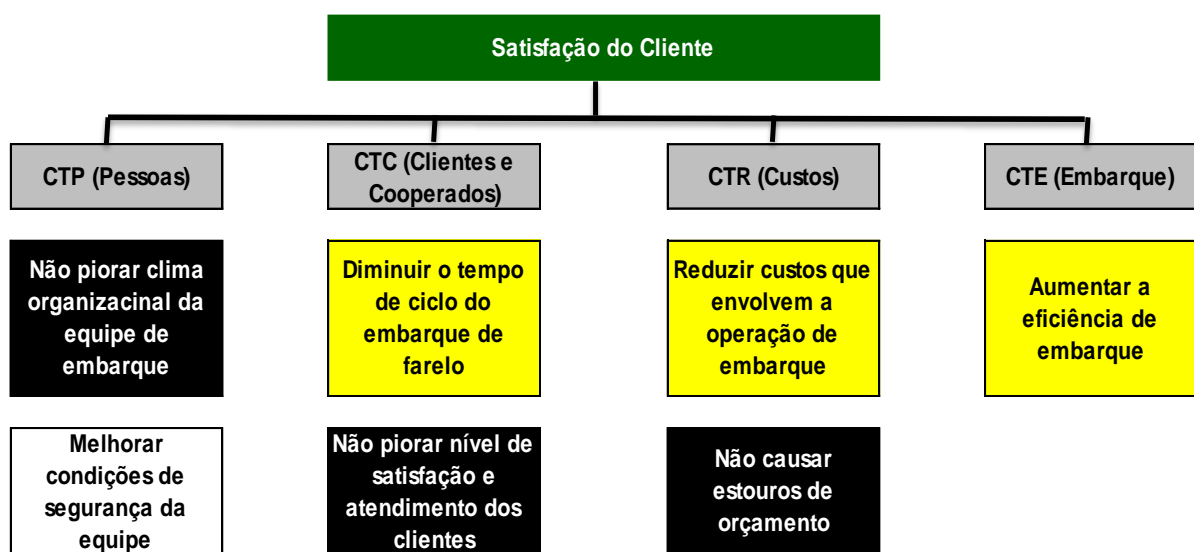 Satisfação do Cliente
CTP (Pessoas)
CTC (Clientes e
Cooperados)
CTR (Custos)
CTE (Embarque)
Não piorar clima
organizacinal da
equipe de
embarque
Diminuir o tempo
de ciclo do
embarque de
farelo
Reduzir custos que
envolvem a
operação de
embarque
Aumentar a
eficiência de
embarque
Melhorar
condições de
segurança da
equipe
Não piorar nível de
satisfação e
atendimento dos
clientes
Não causar
estouros de
orçamento